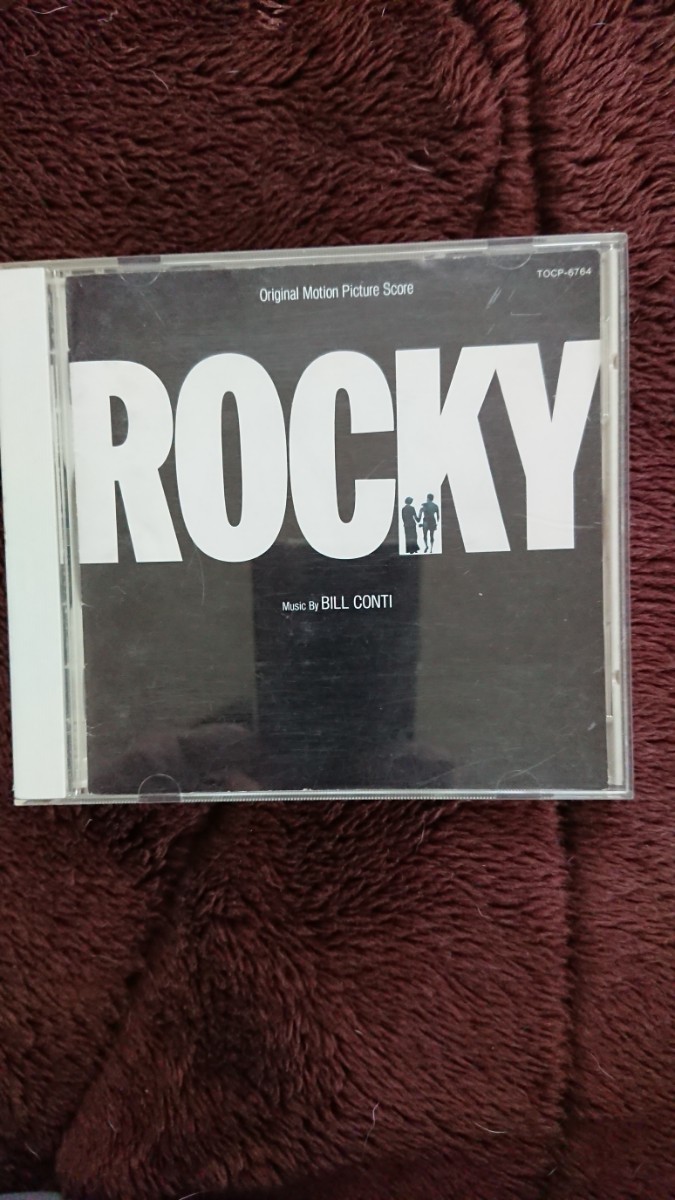 TOCP-6764
Original Motion Picture Score
ROCKY
Music By BILL CONTI